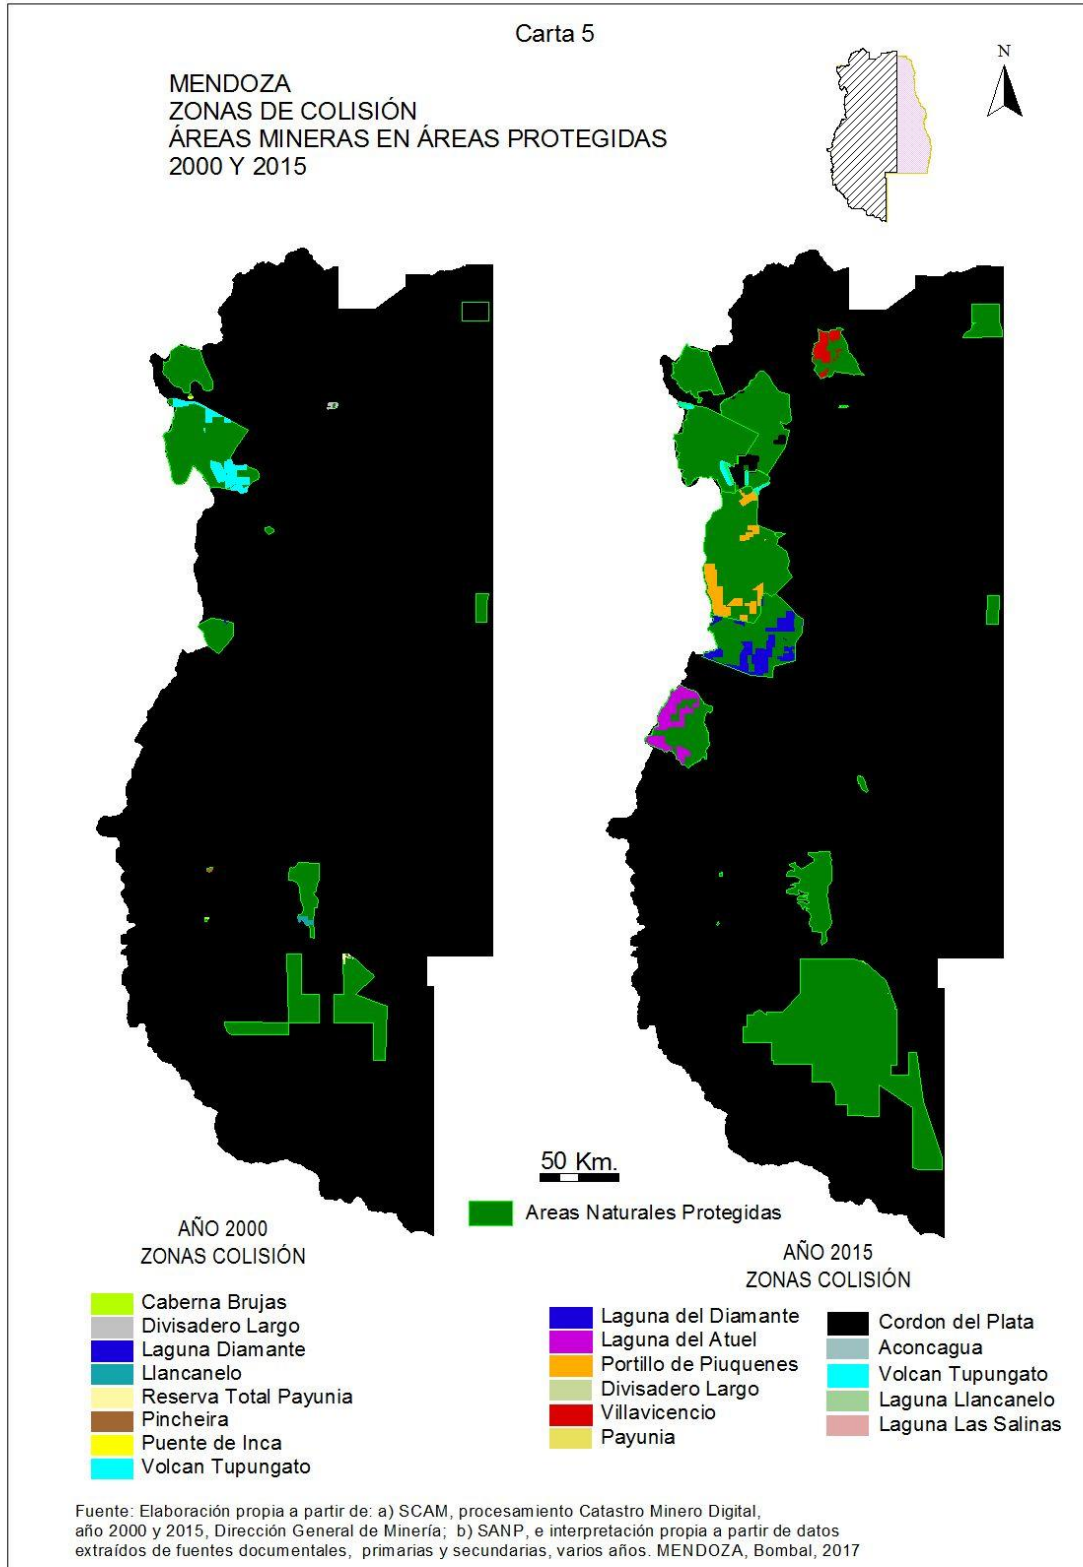 Carta 5
MENDOZA
ZONAS DE COLISIÓN
ÁREAS MINERAS EN ÁREAS PROTEGIDAS
2000 Y 2015
N
50 Km.
Areas Naturales Protegidas
AÑO 2000
ZONAS COLISIÓN
Caberna Brujas
Divisadero Largo
Laguna Diamante
Llancanelo
Reserva Total Payunia
Pincheira
Puente de Inca
Volcan Tupungato
AÑO 2015
ZONAS COLISIÓN
Laguna del Diamante
Laguna del Atuel
Portillo de Piuquenes
Divisadero Largo
Villavicencio
Payunia
Cordon del Plata
Aconcagua
Volcan Tupungato
Laguna Llancanelo
Laguna Las Salinas
Fuente: Elaboración propia a partir de: a) SCAM, procesamiento Catastro Minero Digital,
año 2000 y 2015, Dirección General de Minería; b) SANP, e interpretación propia a partir de datos
extraídos de fuentes documentales, primarias y secundarias, varios años. MENDOZA, Bombal, 2017